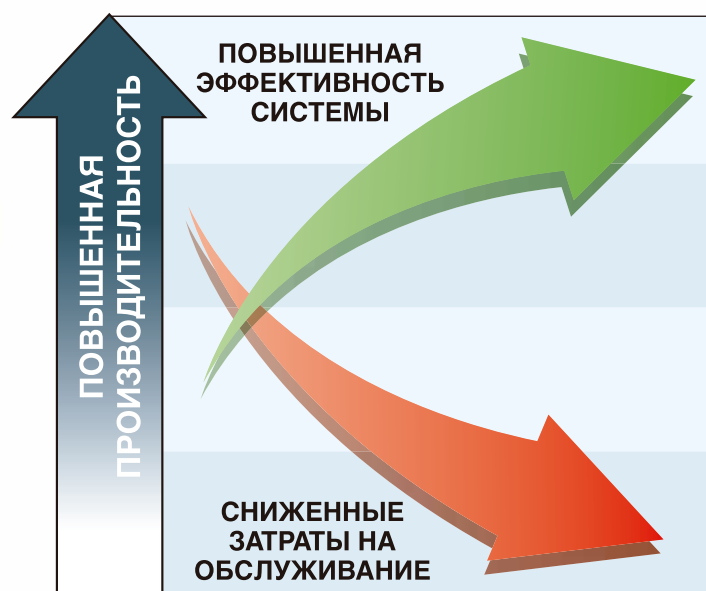 ПОВЫШЕННАЯ
ЭФФЕКТИВНОСТЬ
СИСТЕМЫ
ПОВЫШЕННАЯ
ПРОИЗВОДИТЕЛЬНОСТЬ
СНИЖЕННЫЕ
ЗАТРАТЫ НА
ОБСЛУЖИВАНИЕ